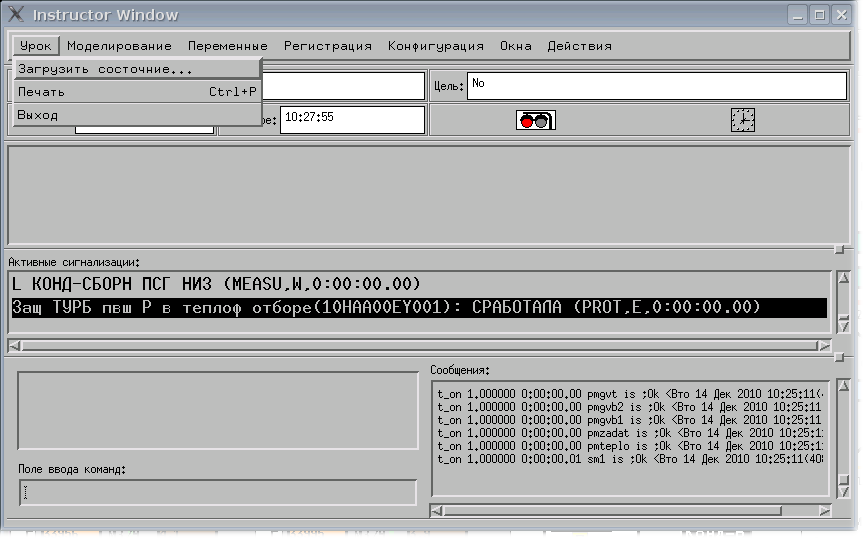 Instructor Window
Урок Моделирование Переменные Регистрация Конфигурация Окна Действия
Загрузить состочние...
Печать Ctrl+P
Выход
Цель: No
ре: 10:27:55
Активные сигнализации:
L КОНД-СБОРН ПСГ НИЗ (MEASU,W,0:00:00.00)
Защ ТУРБ пвш Р в теплоф отборе(10HAA00EY001): СРАБОТАЛА (PROT,E,0:00:00.00)
Сообщения:
t_on 1.000000 0:00:00.00 pmgvt is ;Ok <Вто 14 Дек 2010 10:25:11(
t_on 1.000000 0:00:00.00 pmgvb2 is ;Ok <Вто 14 Дек 2010 10:25:11
t_on 1.000000 0:00:00.00 pmgvb1 is ;Ok <Вто 14 Дек 2010 10:25:11
t_on 1.000000 0:00:00.00 pmzadat is ;Ok <Вто 14 Дек 2010 10:25:1
t_on 1.000000 0:00:00.00 pmteplo is ;Ok <Вто 14 Дек 2010 10:25:1
t_on 1.000000 0:00:00.01 sm1 is ;Ok <Вто 14 Дек 2010 10:25:11(40
Поле ввода команд: